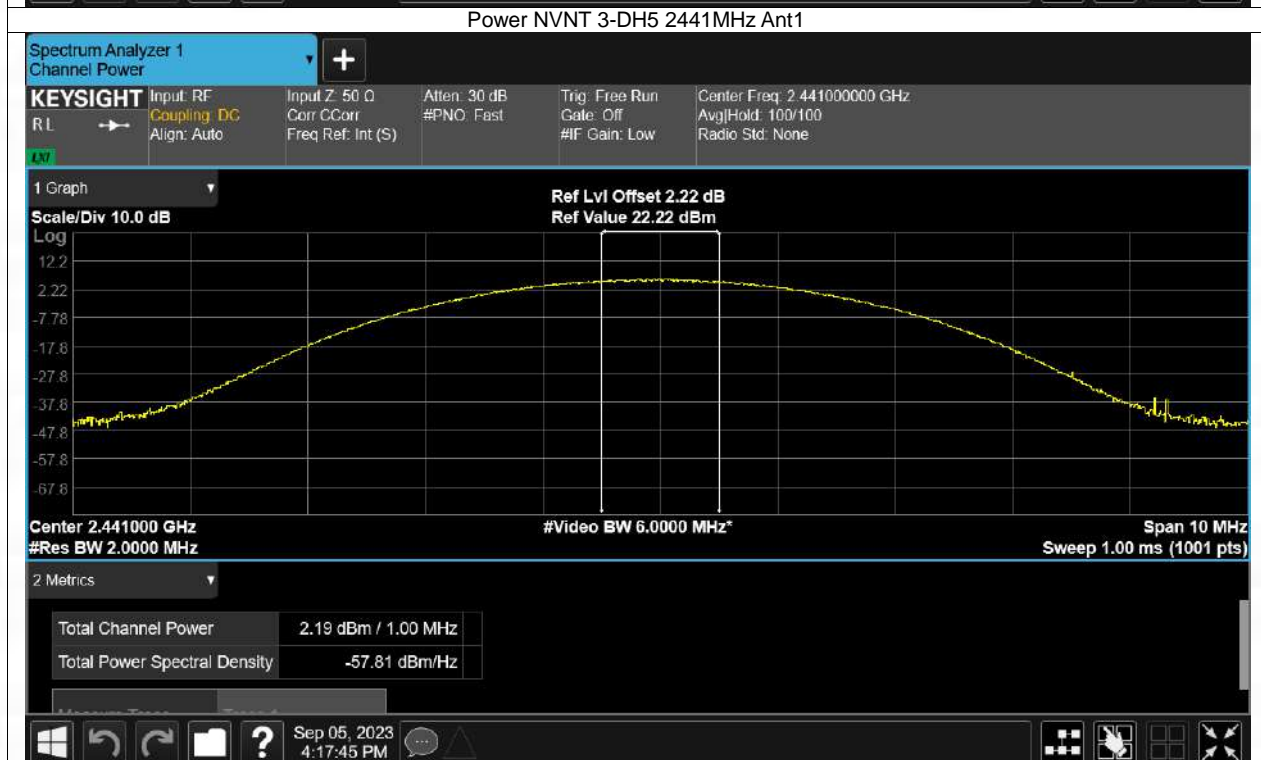 Power NVNT 3-DH5 2441MHz Ant1
Spectrum Analyzer 1
Channel Power
KEYSIGHT
RL
LXI
Input: RF
Coupling: DC
Align: Auto
Input Z: 50 Ω
Corr CCorr
Freq Ref: Int (S)
Atten: 30 dB
#PNO: Fast
Trig: Free Run
Gate: Off
#IF Gain: Low
Center Freq: 2.441000000 GHz
Avg|Hold: 100/100
Radio Std: None
1 Graph
Scale/Div 10.0 dB
Ref Lvl Offset 2.22 dB
Ref Value 22.22 dBm
Log
12.2
2.22
-7.78
-17.8
-27.8
-37.8
-47.8
-57.8
-67.8
Center 2.441000 GHz
#Res BW 2.0000 MHz
#Video BW 6.0000 MHz*
Span 10 MHz
Sweep 1.00 ms (1001 pts)
2 Metrics
Total Channel Power 2.19 dBm / 1.00 MHz
Total Power Spectral Density -57.81 dBm/Hz
?
Sep 05, 2023
4:17:45 PM